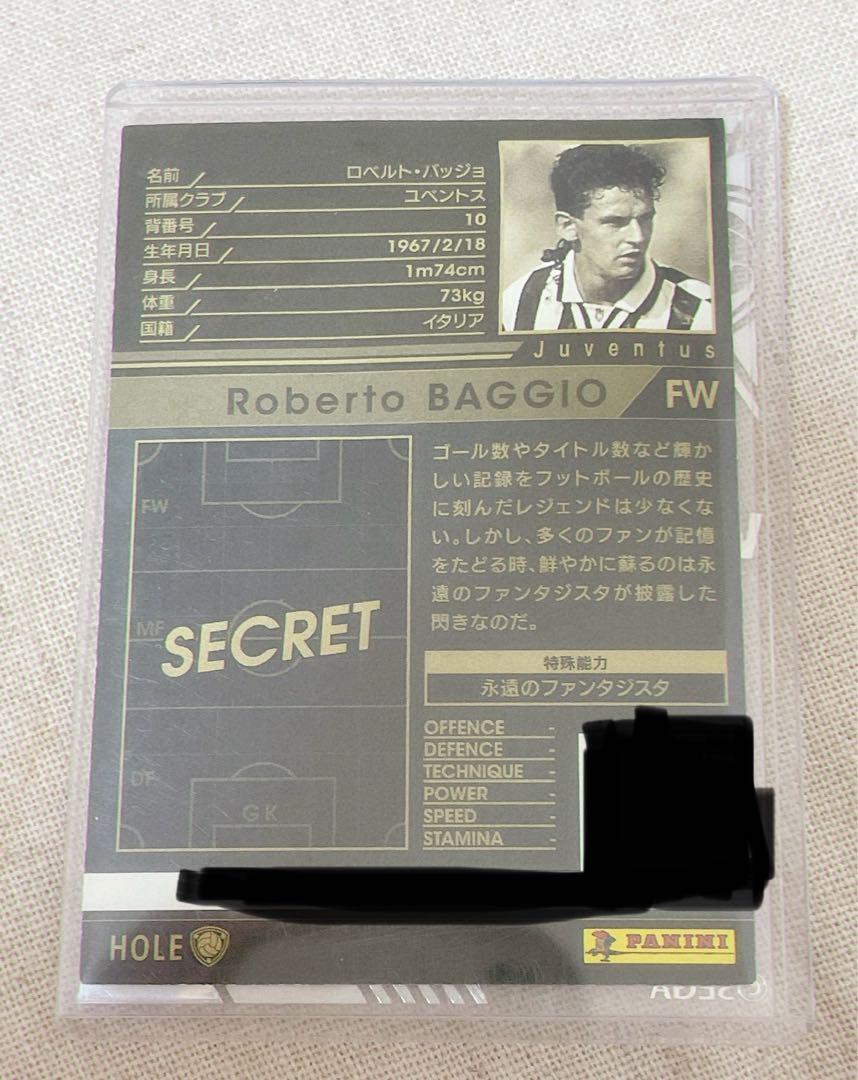 名前 ロベルト・バッジョ
所属クラブ ユベントス
背番号 10
生年月日 1967/2/18
身長 1m74cm
体重 73kg
国籍 イタリア
Juventus
Roberto BAGGIO FW
ゴール数やタイトル数など輝か
しい記録をフットボールの歴史
に刻んだレジェンドは少なくな
い。しかし、多くのファンが記憶
をたどる時、鮮やかに蘇るのは永
遠のファンタジスタが披露した
閃きなのだ。
FW
MF
SECRET
DF
GK
特殊能力
永遠のファンタジスタ
OFFENCE -
DEFENCE -
TECHNIQUE -
POWER -
SPEED -
STAMINA -
HOLE
PANINI
SEGA